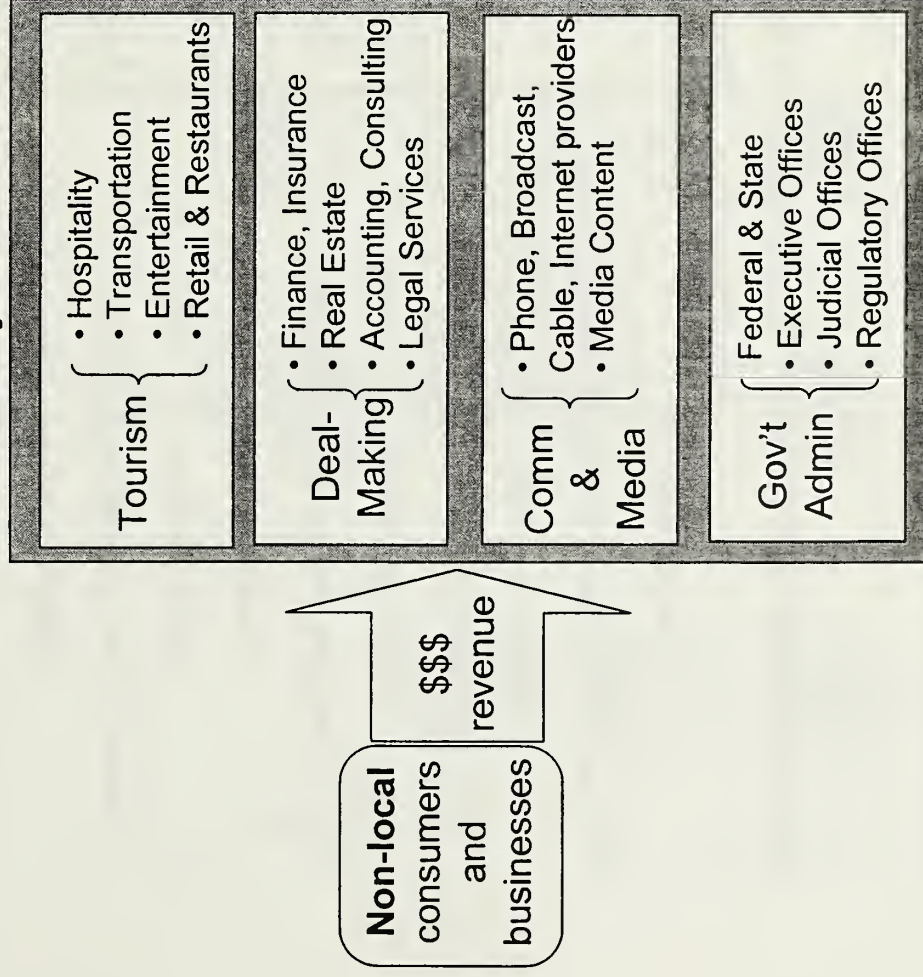 Non-local
consumers
and
businesses
$$$
revenue
Tourism
• Hospitality
• Transportation
• Entertainment
• Retail & Restaurants
Deal-
Making
• Finance, Insurance
• Real Estate
• Accounting, Consulting
• Legal Services
Comm
&
Media
• Phone, Broadcast,
Cable, Internet providers
• Media Content
Gov't
Admin
Federal & State
• Executive Offices
• Judicial Offices
• Regulatory Offices